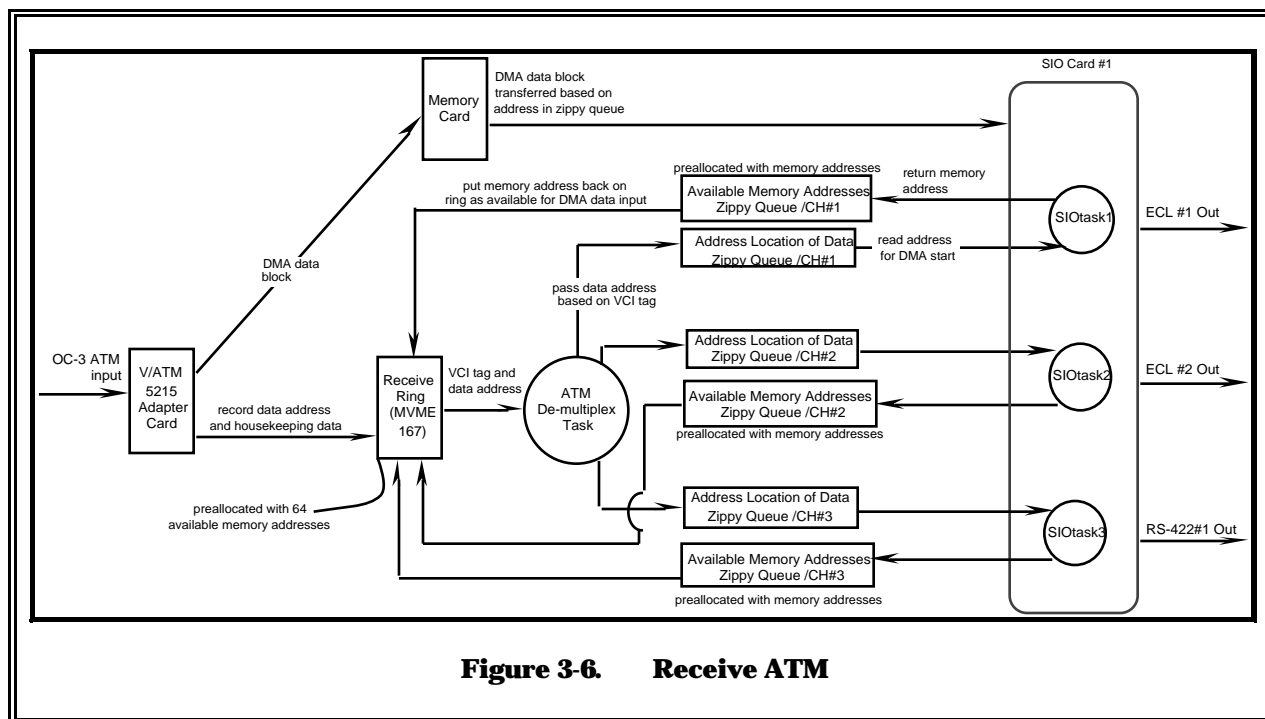 SIO Card #1
DMA data block
transferred based on
address in zippy queue
Memory
Card
preallocated with memory addresses
return memory
address
put memory address back on
ring as available for DMA data input
Available Memory Addresses
Zippy Queue /CH#1
SIOtask1
ECL #1 Out
Address Location of Data
Zippy Queue /CH#1
read address
for DMA start
DMA data
block
pass data address
based on VCI tag
OC-3 ATM
input
V/ATM
5215
Adapter
Card
record data address
and housekeeping data
Receive
Ring
(MVME
167)
VCI tag and
data address
ATM
De-multiplex
Task
Address Location of Data
Zippy Queue /CH#2
SIOtask2
ECL #2 Out
Available Memory Addresses
Zippy Queue /CH#2
preallocated with memory addresses
preallocated with 64
available memory addresses
Address Location of Data
Zippy Queue /CH#3
SIOtask3
RS-422#1 Out
Available Memory Addresses
Zippy Queue /CH#3
preallocated with memory addresses
Figure 3-6. Receive ATM